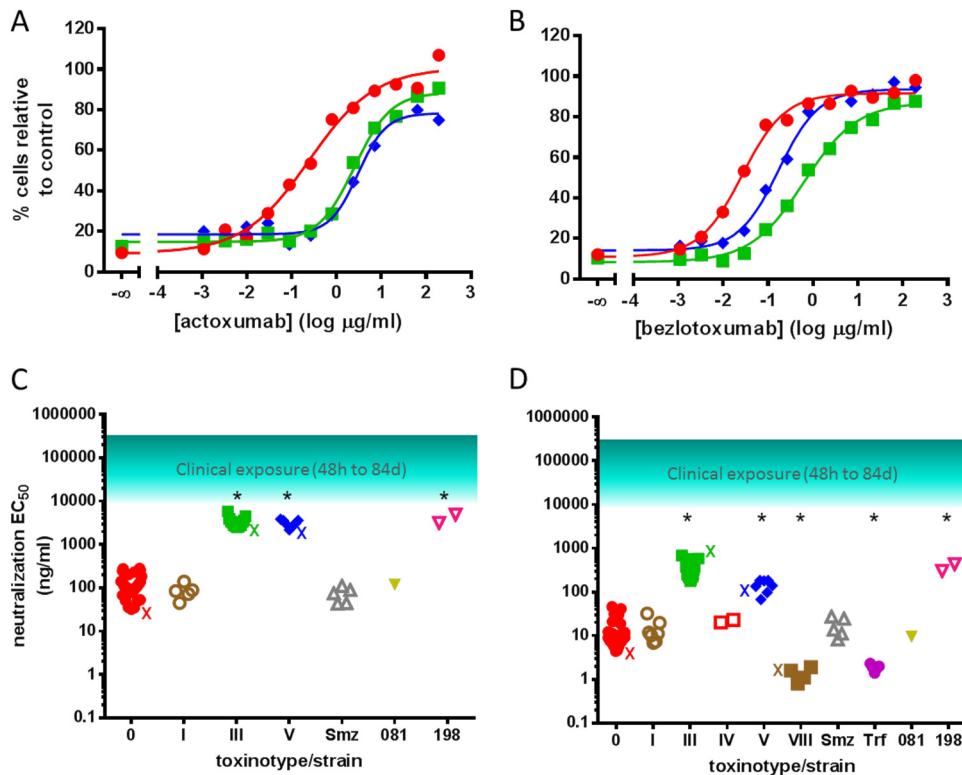 A
120
100
80
60
40
20
0
% cells relative
to control
-∞ -4 -3 -2 -1 0 1 2 3
[actoxumab] (log μg/ml)
B
120
100
80
60
40
20
0
-∞ -4 -3 -2 -1 0 1 2 3
[bezlotoxumab] (log μg/ml)
C
1000000
100000
10000
1000
100
10
1
0.1
neutralization EC50
(ng/ml)
Clinical exposure (48h to 84d)
* * *
X X X
0 I III V Smz 081 198
toxinotype/strain
D
1000000
100000
10000
1000
100
10
1
0.1
Clinical exposure (48h to 84d)
* * * * *
X X X X
0 I III IV V VIII Smz Trf 081 198
toxinotype/strain